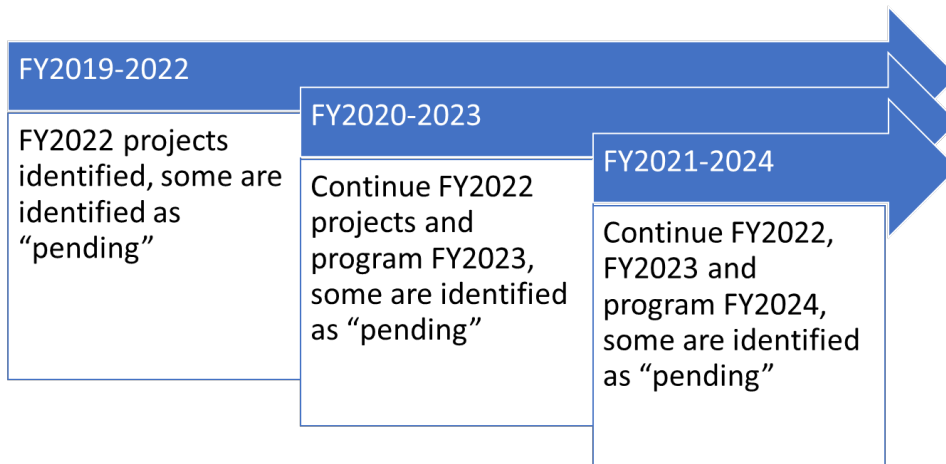 FY2019-2022
FY2022 projects
identified, some are
identified as
“pending”
FY2020-2023
Continue FY2022
projects and
program FY2023,
some are identified
as “pending”
FY2021-2024
Continue FY2022,
FY2023 and
program FY2024,
some are identified
as “pending”